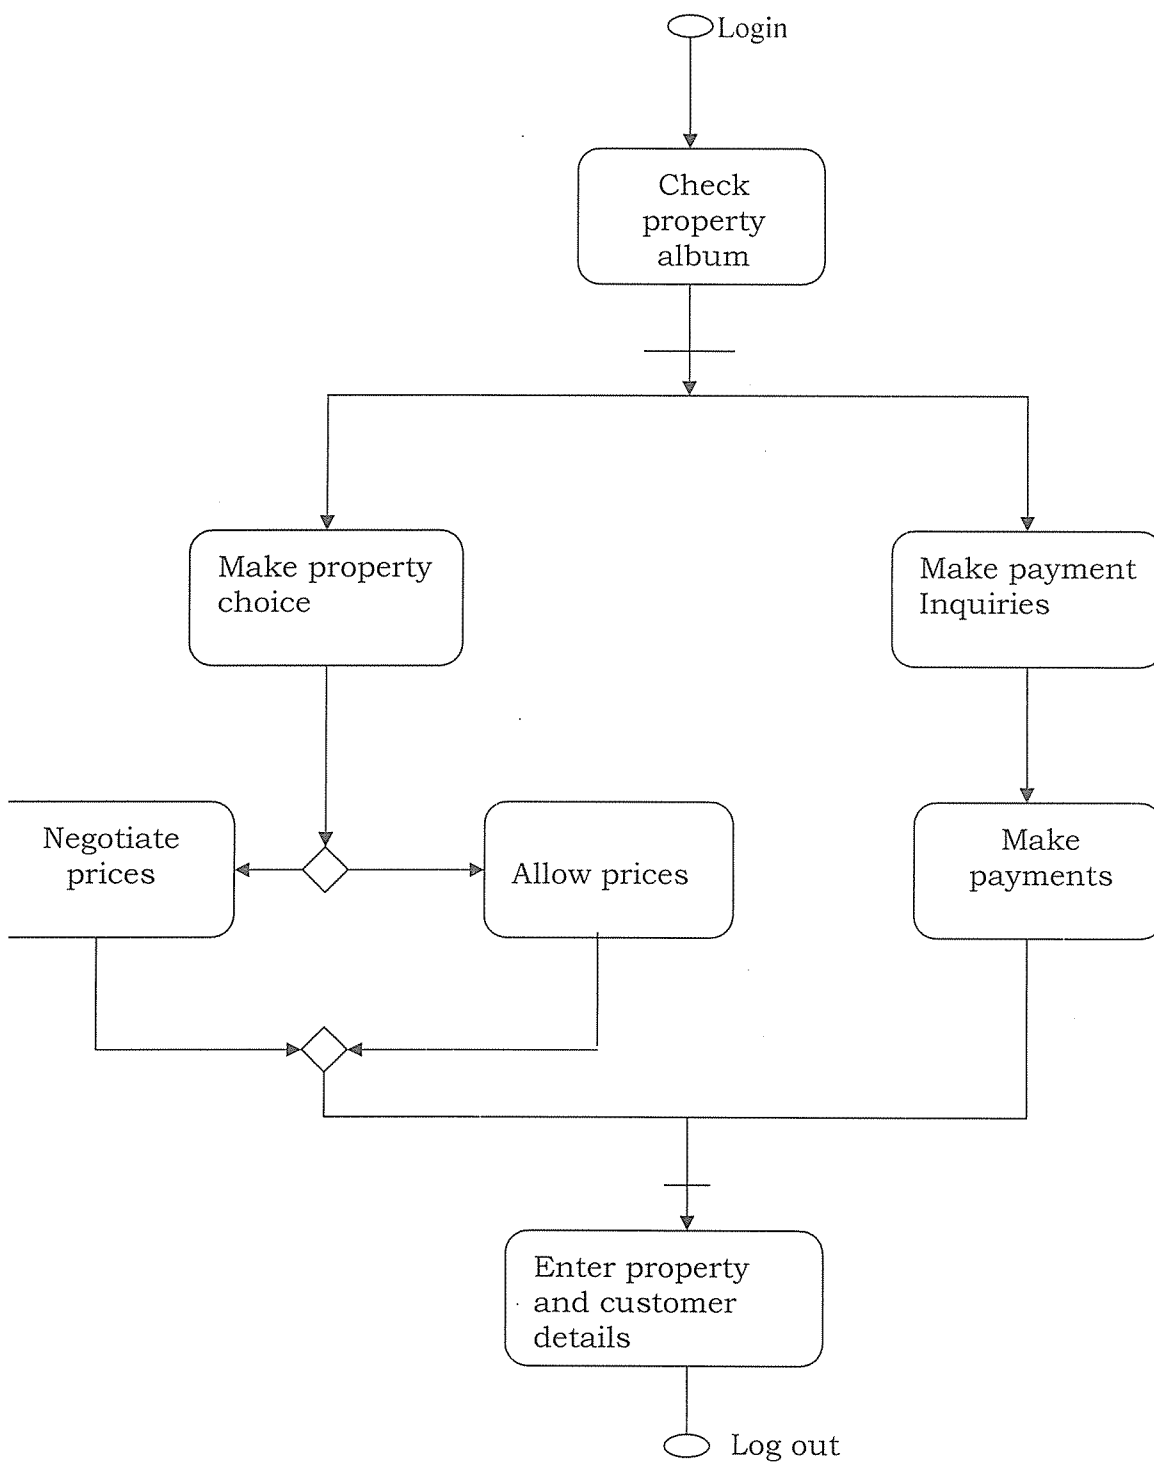 Login
Check
property
album
Make property
choice
Make payment
Inquiries
Negotiate
prices
Allow prices
Make
payments
Enter property
and customer
details
Log out